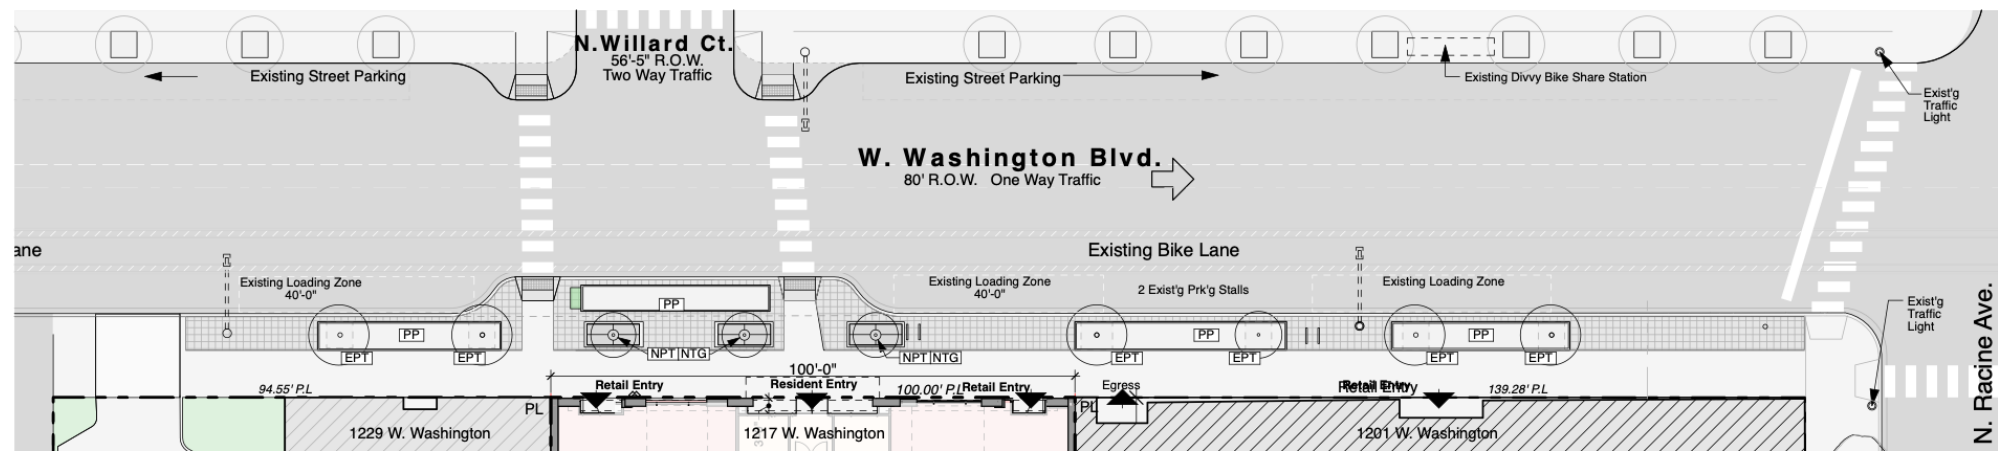 N.Willard Ct.
56'-5" R.O.W.
Two Way Traffic
Existing Street Parking
Existing Street Parking
Existing Divvy Bike Share Station
Exist'g
Traffic
Light
W. Washington Blvd.
80' R.O.W. One Way Traffic
ane
Existing Bike Lane
Existing Loading Zone
40'-0"
Existing Loading Zone
40'-0"
2 Exist'g Prk'g Stalls
Existing Loading Zone
PP
PP
PP
PP
Exist'g
Traffic
Light
N. Racine Ave.
EPT
EPT
NPT NTG
NPT NTG
EPT
EPT
EPT
EPT
100'-0"
94.55' P.L
Retail Entry
Resident Entry
100.00' P.L
Retail Entry
Egress
Retail Entry
139.28' P.L
PL
PL
1229 W. Washington
1217 W. Washington
1201 W. Washington